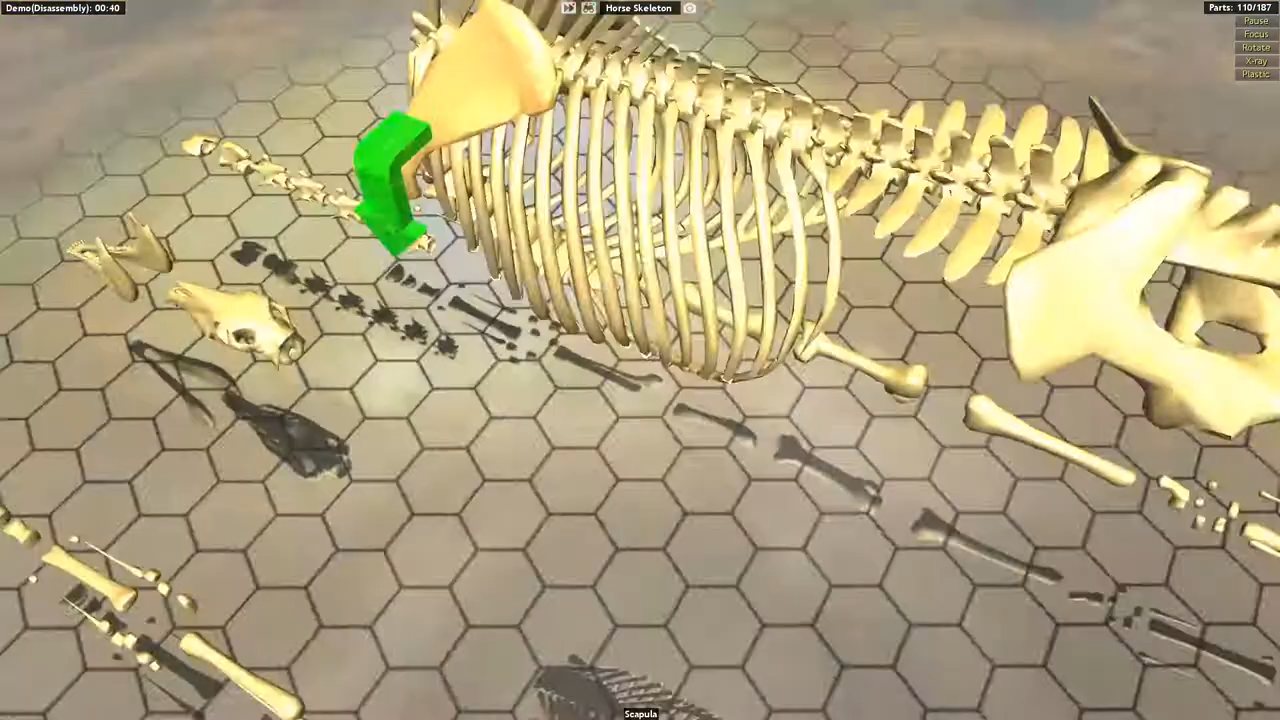 Demo(Disassembly): 00:40
Horse Skeleton
Parts: 110/187
Pause
Focus
Rotate
X-ray
Plastic
Scapula